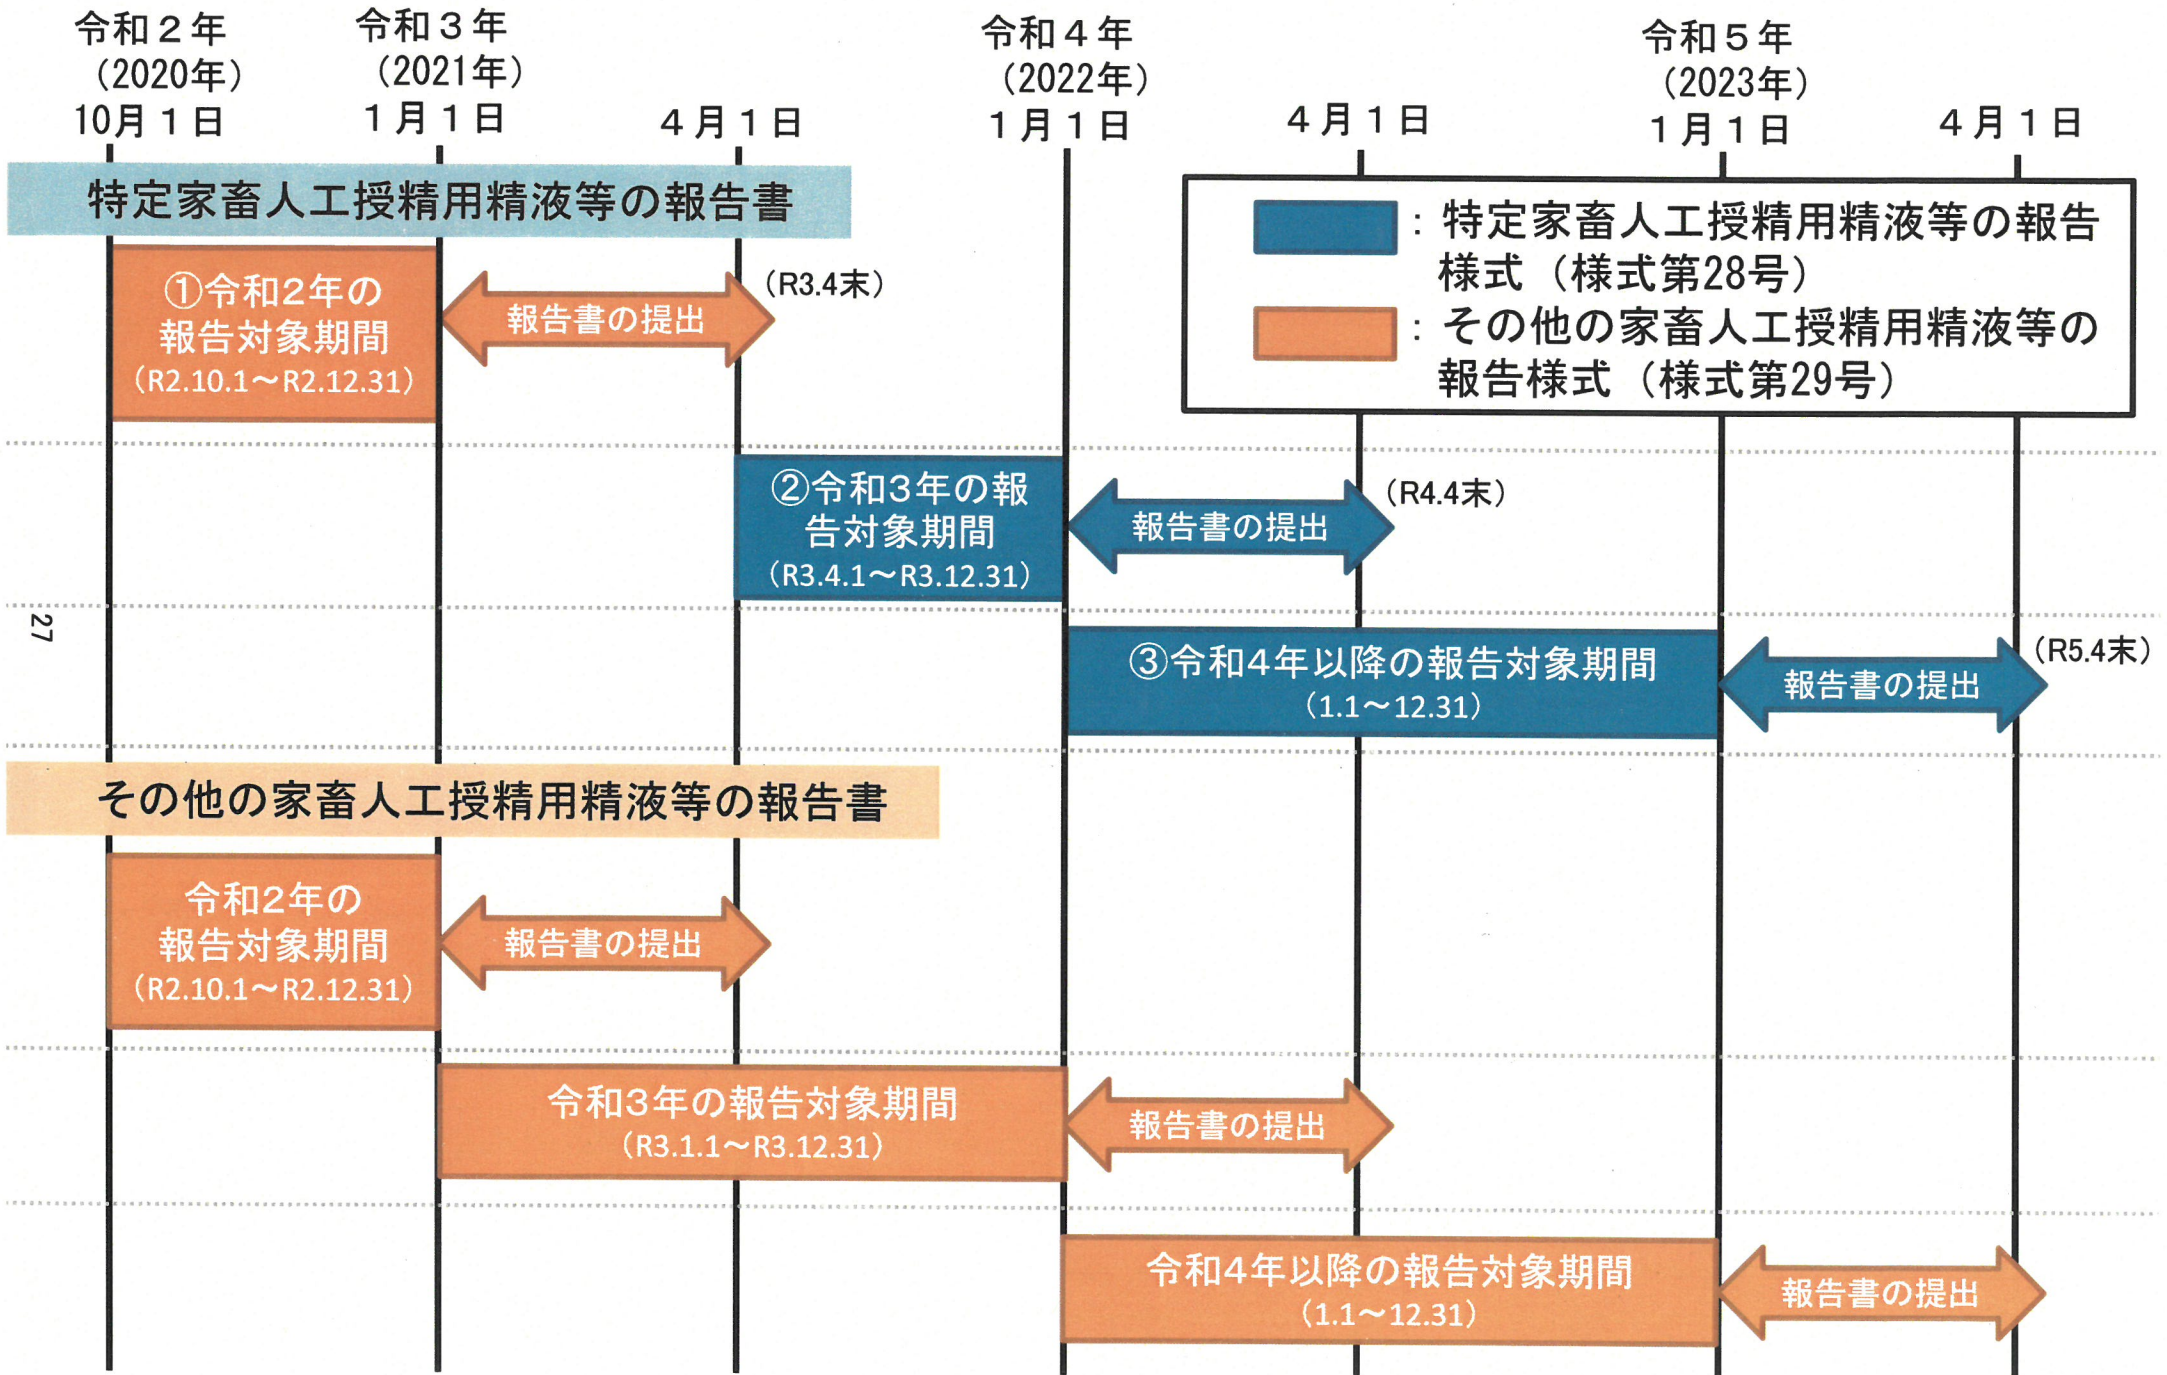 令和２年
（2020年）
10月１日
令和３年
（2021年）
１月１日
４月１日
令和４年
（2022年）
１月１日
４月１日
令和５年
（2023年）
１月１日
４月１日
特定家畜人工授精用精液等の報告書
：特定家畜人工授精用精液等の報告
様式（様式第28号）
：その他の家畜人工授精用精液等の
報告様式（様式第29号）
①令和２年の
報告対象期間
（R2.10.1～R2.12.31）
報告書の提出
（R3.4末）
②令和３年の報
告対象期間
（R3.4.1～R3.12.31）
報告書の提出
（R4.4末）
27
③令和４年以降の報告対象期間
（1.1～12.31）
報告書の提出
（R5.4末）
その他の家畜人工授精用精液等の報告書
令和２年の
報告対象期間
（R2.10.1～R2.12.31）
報告書の提出
令和３年の報告対象期間
（R3.1.1～R3.12.31）
報告書の提出
令和４年以降の報告対象期間
（1.1～12.31）
報告書の提出